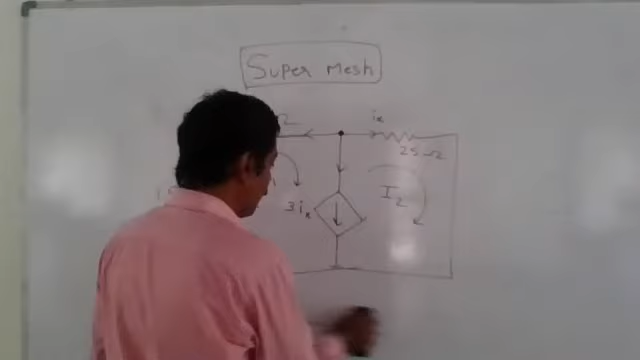 Super Mesh
Ω
iₓ
25 Ω
I₂
3iₓ